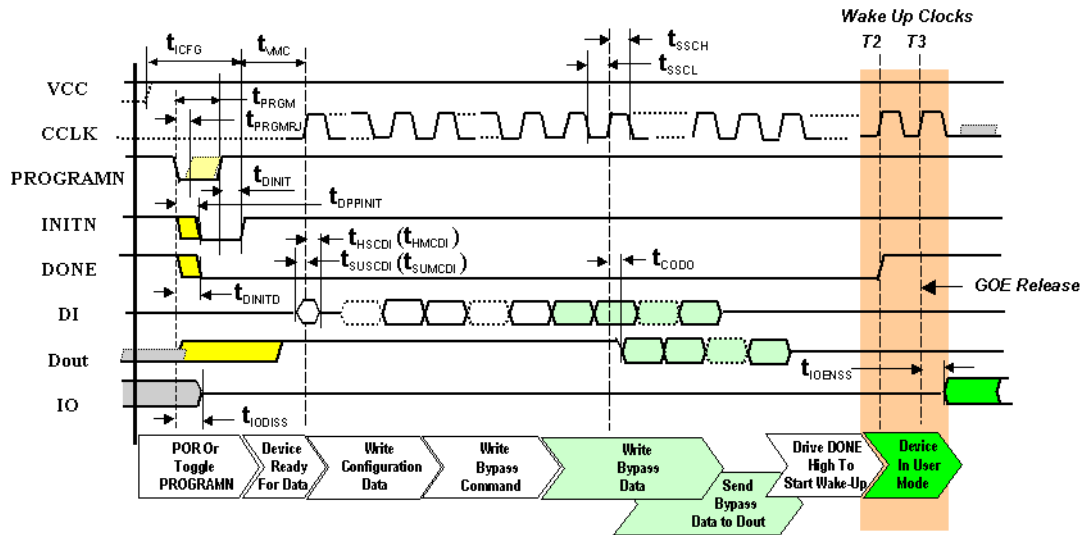 Wake Up Clocks
tICFG
tVMC
tSSCH
T2
T3
tSSCL
VCC
tPRGM
CCLK
tPRGMRJ
PROGRAMN
tDINIT
tDPPINIT
INITN
tHSCDI (tHMCDI)
DONE
tSUSCDI (tSUMCDI)
tCODO
GOE Release
tDINITD
DI
Dout
tIOENSS
IO
tIODISS
POR Or
Toggle
PROGRAMN
Device
Ready
For Data
Write
Configuration
Data
Write
Bypass
Command
Write
Bypass
Data
Send
Bypass
Data to Dout
Drive DONE
High To
Start Wake-Up
Device
In User
Mode